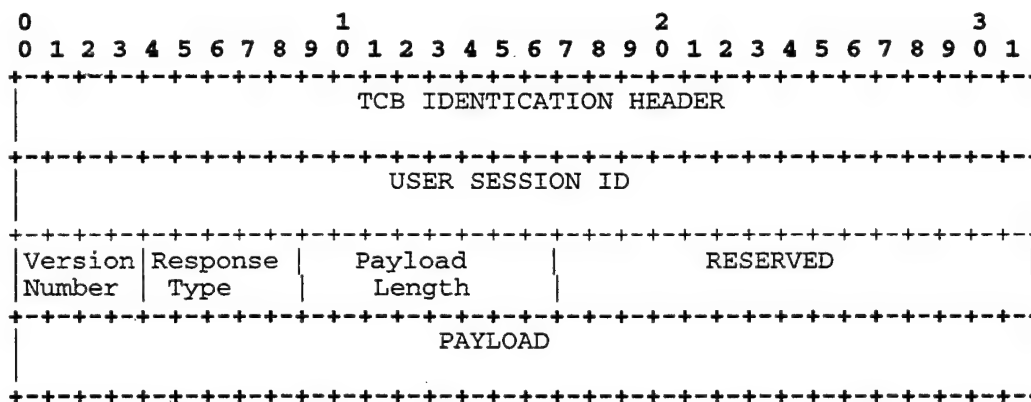 0 1 2 3
0 1 2 3 4 5 6 7 8 9 0 1 2 3 4 5 6 7 8 9 0 1 2 3 4 5 6 7 8 9 0 1
+-+-+-+-+-+-+-+-+-+-+-+-+-+-+-+-+-+-+-+-+-+-+-+-+-+-+-+-+-+-+-+-
| TCB IDENTICATION HEADER
|
+-+-+-+-+-+-+-+-+-+-+-+-+-+-+-+-+-+-+-+-+-+-+-+-+-+-+-+-+-+-+-+-
| USER SESSION ID
|
+-+-+-+-+-+-+-+-+-+-+-+-+-+-+-+-+-+-+-+-+-+-+-+-+-+-+-+-+-+-+-+-
|Version|Response | Payload | RESERVED |
|Number | Type | Length |
+-+-+-+-+-+-+-+-+-+-+-+-+-+-+-+-+-+-+-+-+-+-+-+-+-+-+-+-+-+-+-+-
| PAYLOAD
|
+-+-+-+-+-+-+-+-+-+-+-+-+-+-+-+-+-+-+-+-+-+-+-+-+-+-+-+-+-+-+-+-